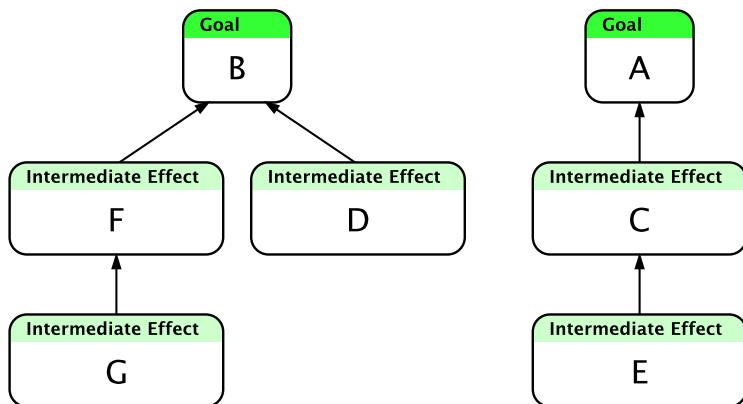 Goal
B
Goal
A
Intermediate Effect
F
Intermediate Effect
D
Intermediate Effect
C
Intermediate Effect
G
Intermediate Effect
E